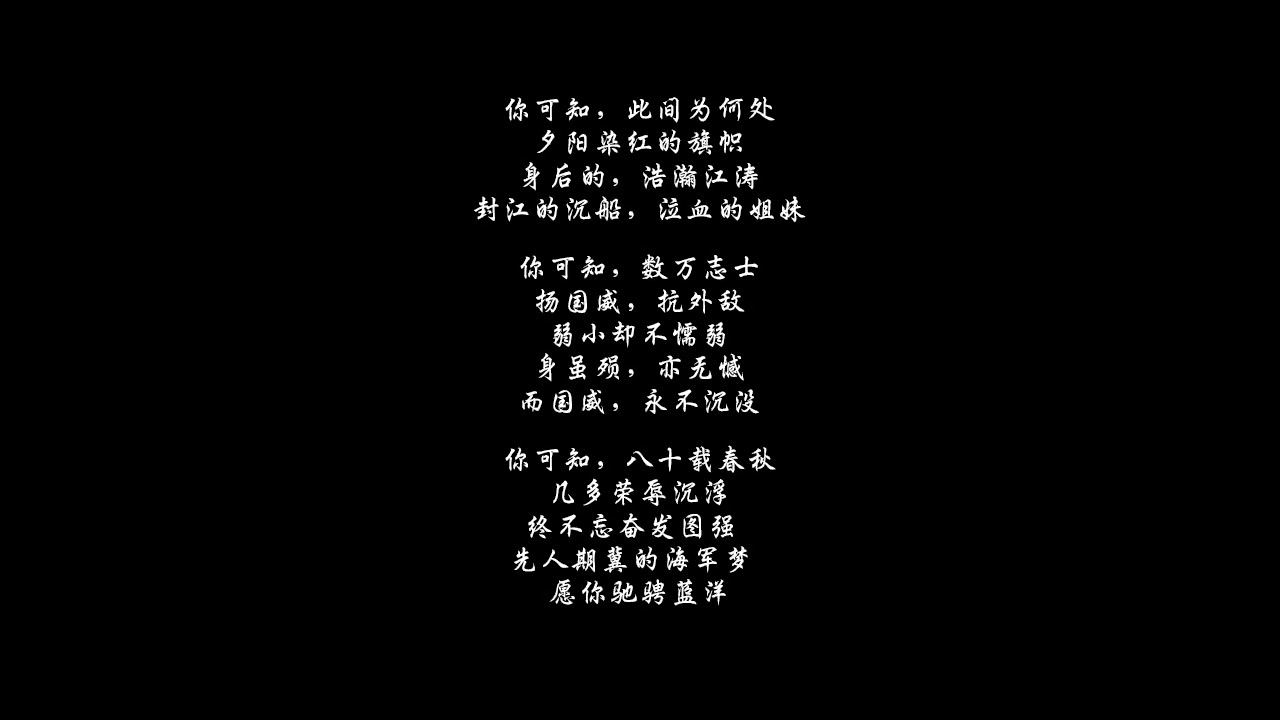 你可知，此间为何处
夕阳染红的旗帜
身后的，浩瀚江涛
封江的沉船，泣血的姐妹
你可知，数万志士
扬国威，抗外敌
弱小却不懦弱
身虽殒，亦无憾
而国威，永不沉没
你可知，八十载春秋
几多荣辱沉浮
终不忘奋发图强
先人期冀的海军梦
愿你驰骋蓝洋